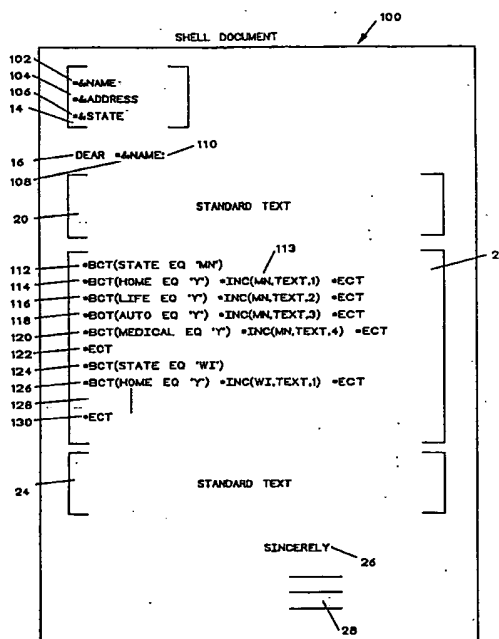 100
SHELL DOCUMENT
102
104
106
14
*&NAME
*&ADDRESS
*&STATE
16 DEAR *&NAME: 110
108
20 STANDARD TEXT
2
113
112 *BCT(STATE EQ "MN")
114 *BCT(HOME EQ "Y") *INC(MN,TEXT,1) *ECT
116 *BCT(LIFE EQ "Y") *INC(MN,TEXT,2) *ECT
118 *BOT(AUTO EQ "Y") *INC(MN,TEXT,3) *ECT
120 *BCT(MEDICAL EQ "Y") *INC(MN,TEXT,4) *ECT
122 *ECT
124 *BCT(STATE EQ "WI")
126 *BCT(HOME EQ "Y") *INC(WI,TEXT,1) *ECT
128
130 *ECT
24 STANDARD TEXT
SINCERELY 26
28